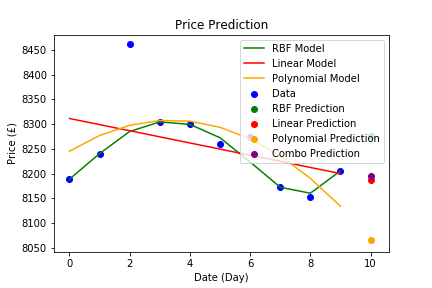 Price Prediction
8450
8400
8350
8300
8250
8200
8150
8100
8050
Price (£)
RBF Model
Linear Model
Polynomial Model
Data
RBF Prediction
Linear Prediction
Polynomial Prediction
Combo Prediction
0 2 4 6 8 10
Date (Day)